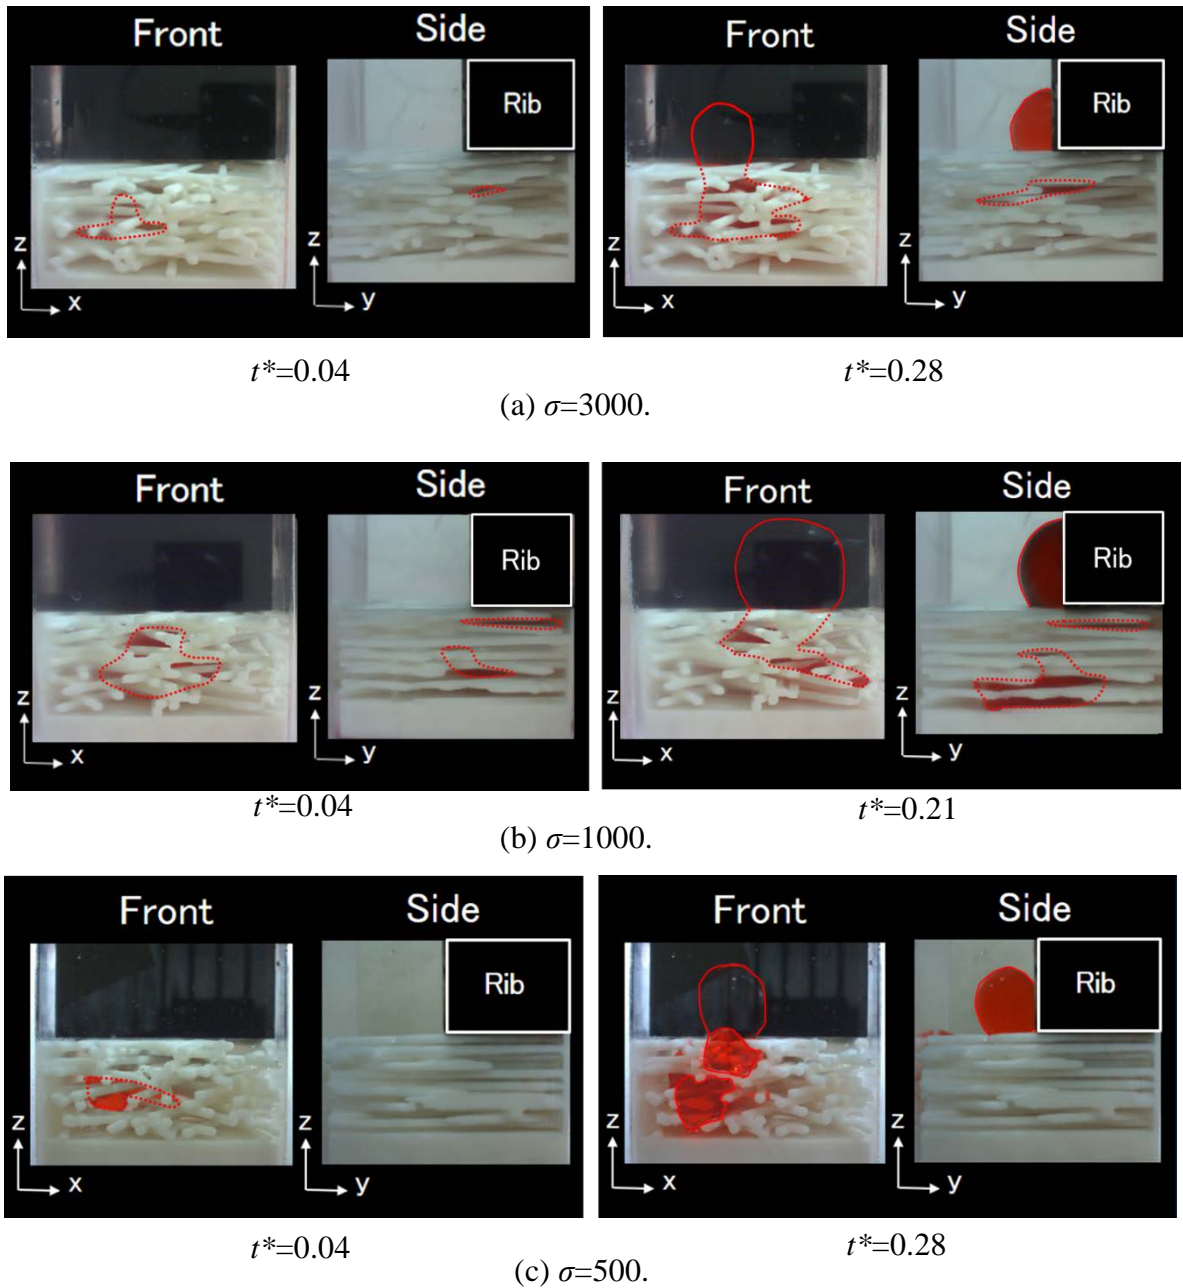 Front Side Front Side
Rib Rib
z z z z
x y x y
t*=0.04 t*=0.28
(a) σ=3000.
Front Side Front Side
Rib Rib
z z z z
x y x y
t*=0.04 t*=0.21
(b) σ=1000.
Front Side Front Side
Rib Rib
z z z z
x y x y
t*=0.04 t*=0.28
(c) σ=500.